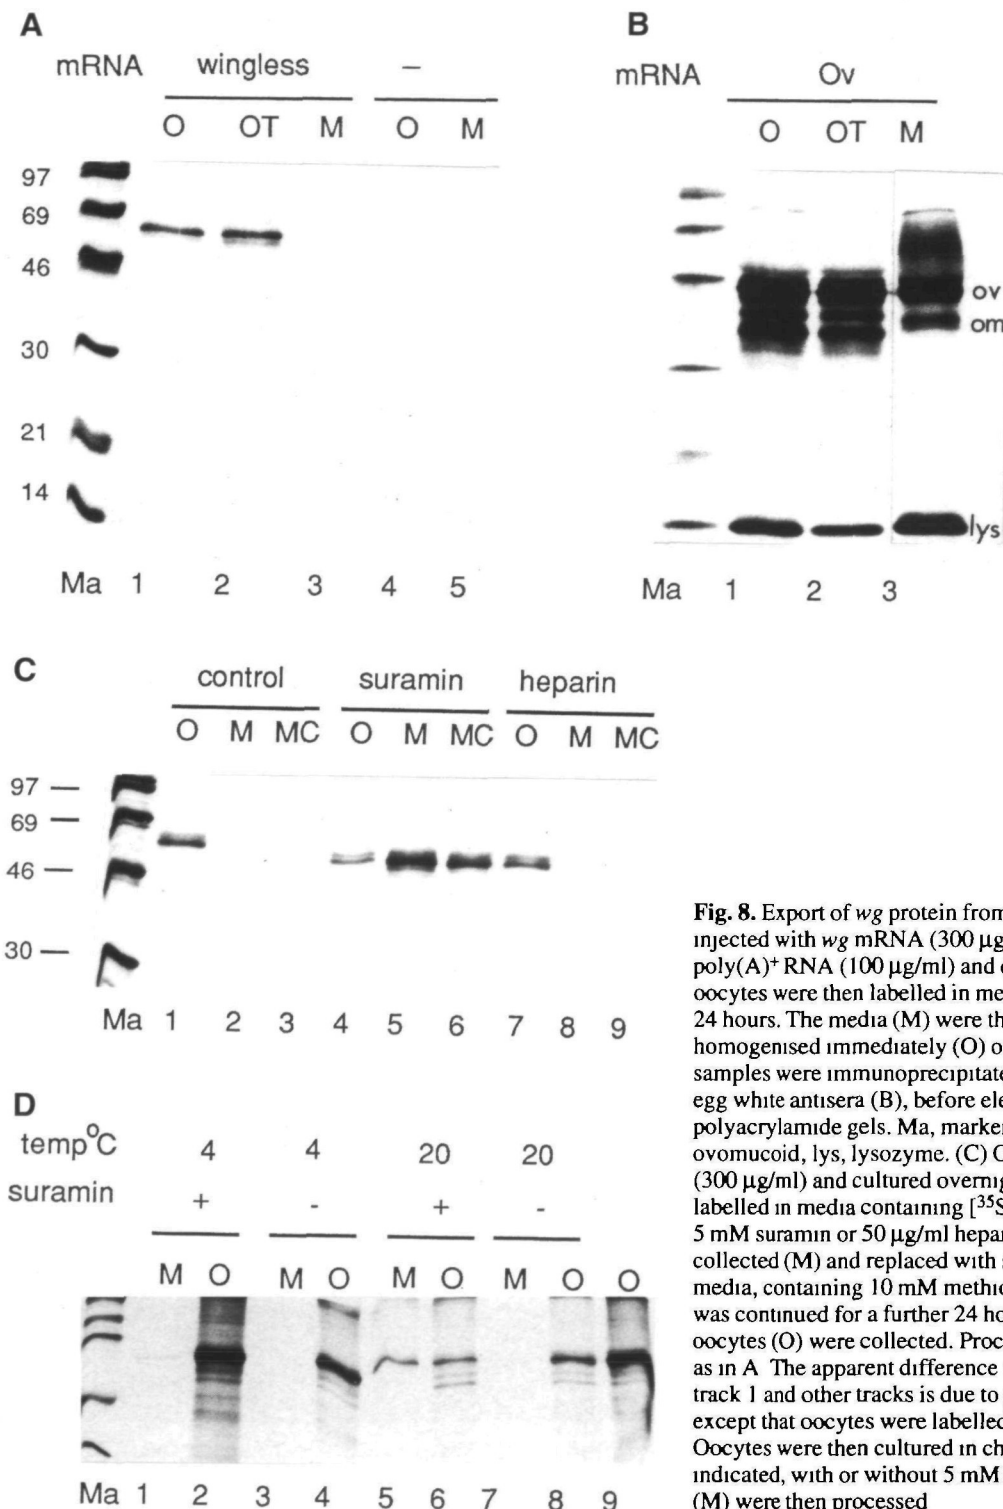 A
mRNA wingless –
O OT M O M
97
69
46
30
21
14
Ma 1 2 3 4 5
B
mRNA Ov
O OT M
ov
om
lys
Ma 1 2 3
C
control suramin heparin
O M MC O M MC O M MC
97
69
46
30
Ma 1 2 3 4 5 6 7 8 9
D
temp°C 4 4 20 20
suramin + - + -
M O M O M O M O O
Ma 1 2 3 4 5 6 7 8 9
Fig. 8. Export of wg protein from
injected with wg mRNA (300 µg
poly(A)+ RNA (100 µg/ml) and
oocytes were then labelled in me
24 hours. The media (M) were th
homogenised immediately (O) o
samples were immunoprecipitate
egg white antisera (B), before ele
polyacrylamide gels. Ma, marker
ovomucoid, lys, lysozyme. (C) O
(300 µg/ml) and cultured overnig
labelled in media containing [35S
5 mM suramin or 50 µg/ml hepar
collected (M) and replaced with
media, containing 10 mM methio
was continued for a further 24 ho
oocytes (O) were collected. Proc
as in A The apparent difference
track 1 and other tracks is due to
except that oocytes were labelled
Oocytes were then cultured in ch
indicated, with or without 5 mM
(M) were then processed